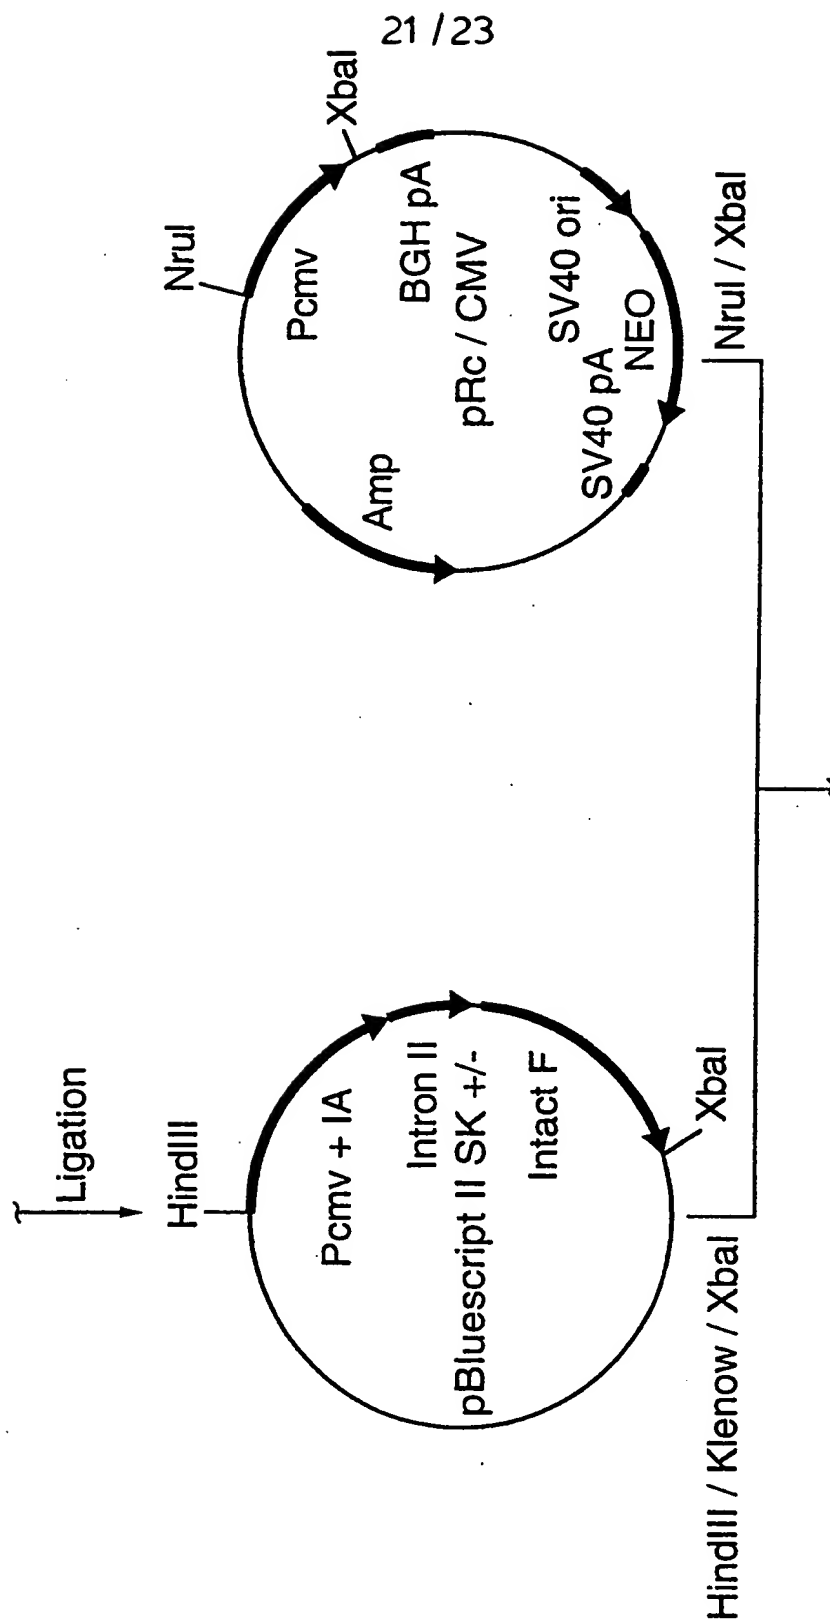 21 / 23
Ligation
HindIII
Pcmv + IA
Intron II
pBluescript II SK +/-
Intact F
XbaI
HindIII / Klenow / XbaI
NruI
XbaI
Pcmv
BGH pA
pRc / CMV
Amp
SV40 ori
SV40 pA
NEO
NruI / XbaI